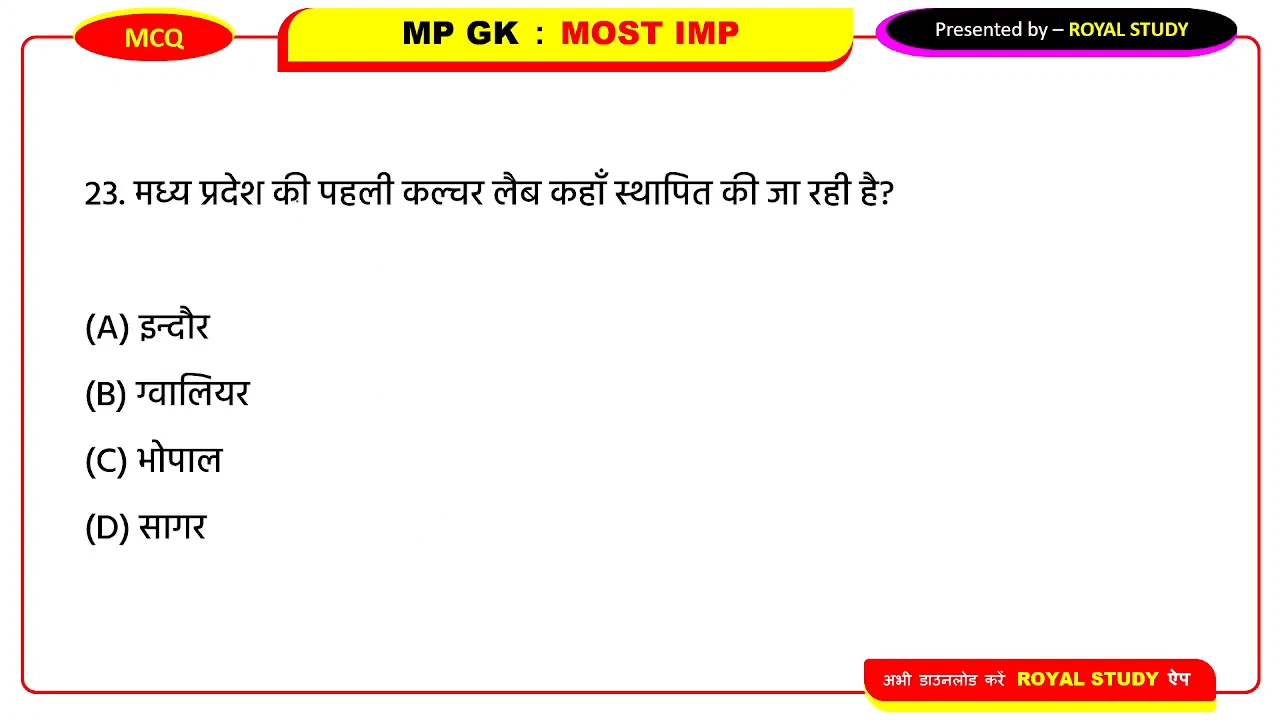 MCQ
MP GK : MOST IMP
Presented by – ROYAL STUDY
23. मध्य प्रदेश की पहली कल्चर लैब कहाँ स्थापित की जा रही है?
(A) इन्दौर
(B) ग्वालियर
(C) भोपाल
(D) सागर
अभी डाउनलोड करें ROYAL STUDY ऐप